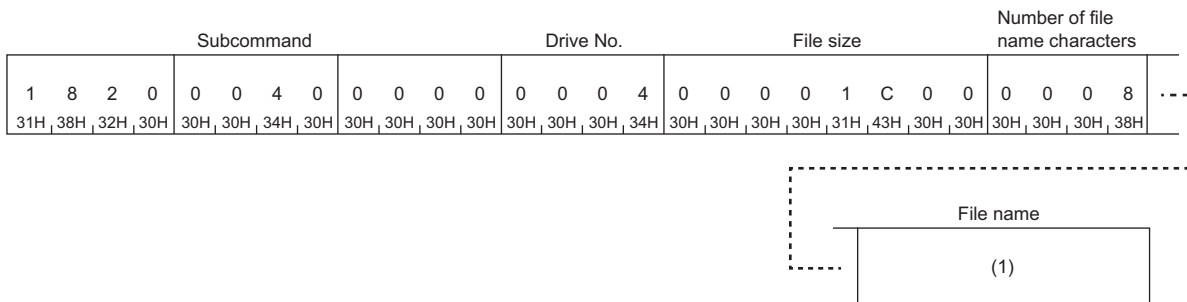 Number of file
Subcommand Drive No. File size name characters
1 8 2 0 0 0 4 0 0 0 0 0 0 0 0 4 0 0 0 0 1 C 0 0 0 0 0 8
31H 38H 32H 30H 30H 30H 34H 30H 30H 30H 30H 30H 30H 30H 30H 34H 30H 30H 30H 30H 31H 43H 30H 30H 30H 30H 30H 38H
File name
(1)